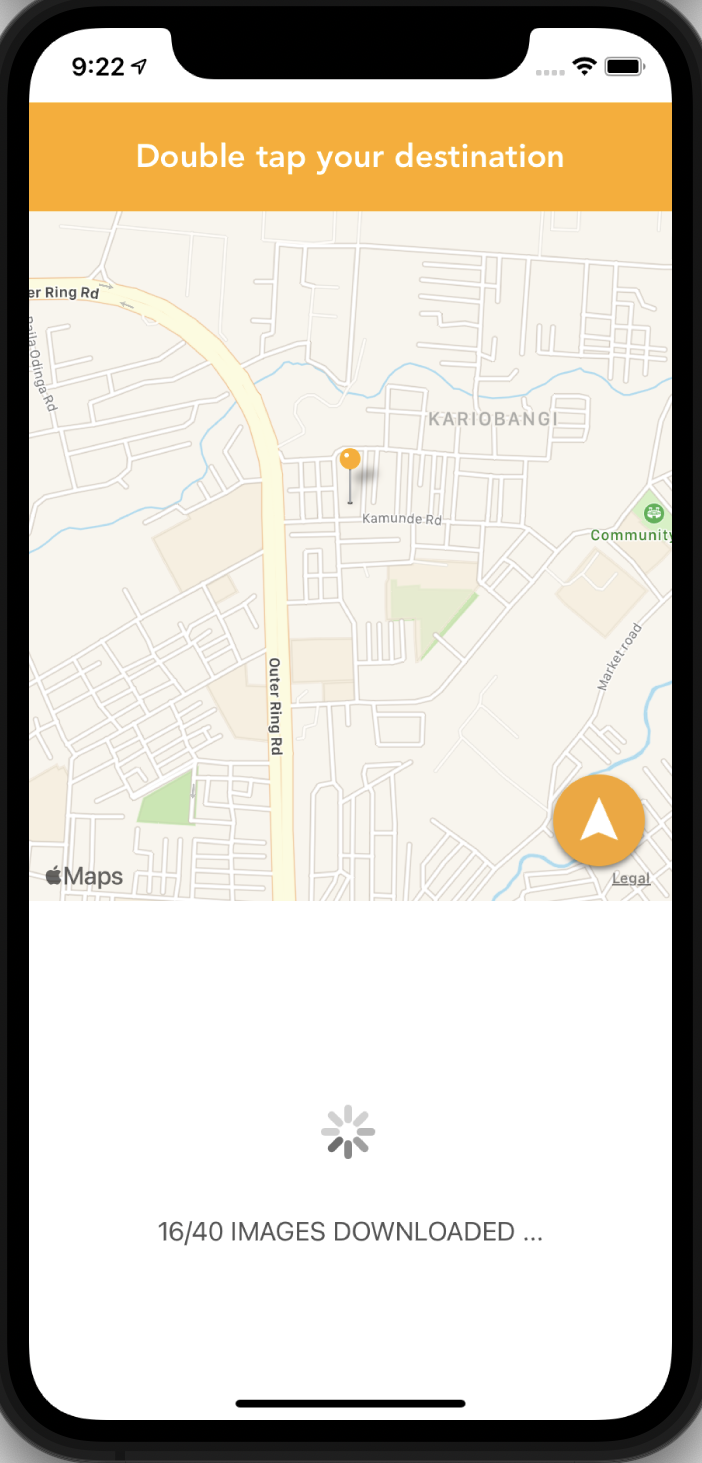 9:22
Double tap your destination
er Ring Rd
Raila Odinga Rd
KARIOBANGI
Kamunde Rd
Community
Market road
Outer Ring Rd
Maps
Legal
16/40 IMAGES DOWNLOADED ...